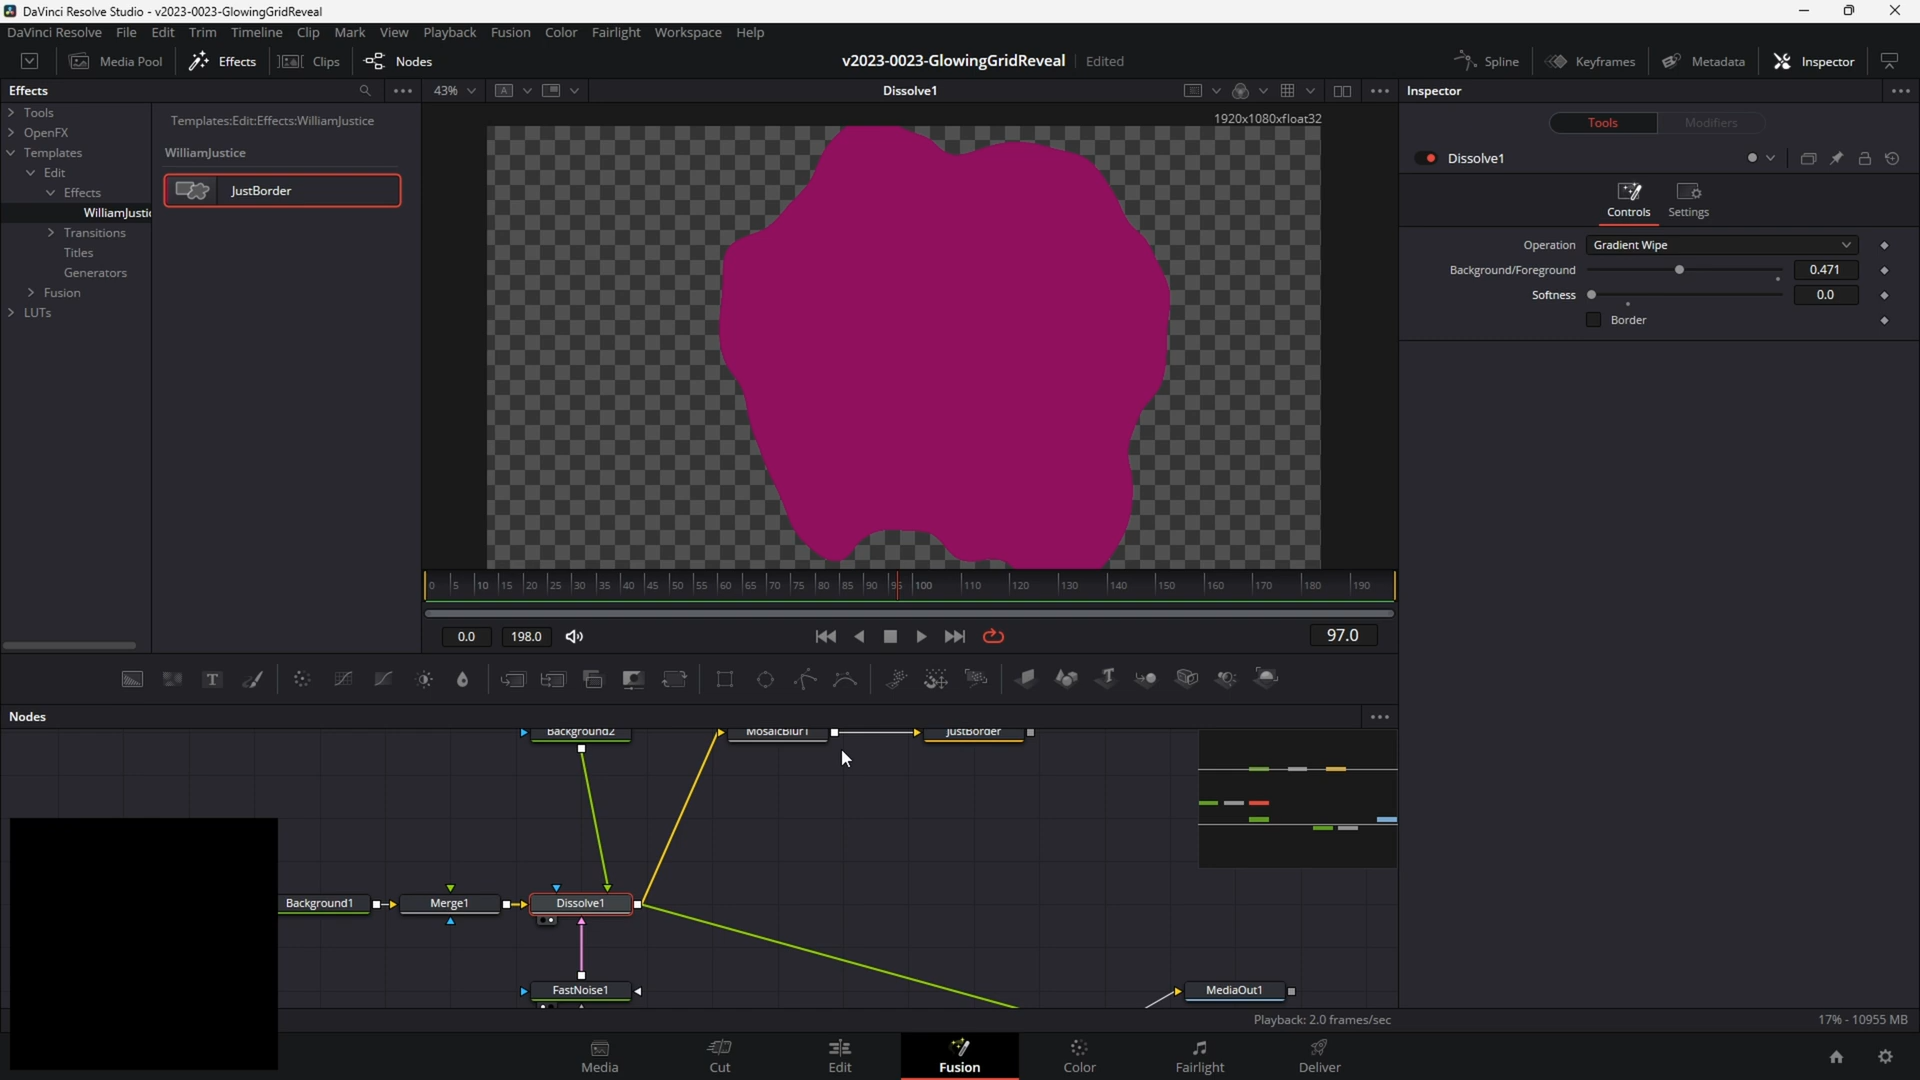 DaVinci Resolve Studio - v2023-0023-GlowingGridReveal
DaVinci Resolve File Edit Trim Timeline Clip Mark View Playback Fusion Color Fairlight Workspace Help
Media Pool Effects Clips Nodes v2023-0023-GlowingGridReveal Edited Spline Keyframes Metadata Inspector
Effects 43% A Dissolve1 Inspector
1920x1080xfloat32
Tools
OpenFX
Templates
Edit
Effects
WilliamJustic
Transitions
Titles
Generators
Fusion
LUTs
Templates:Edit:Effects:WilliamJustice
WilliamJustice
JustBorder
Tools Modifiers
Dissolve1
Controls Settings
Operation Gradient Wipe
Background/Foreground 0.471
Softness 0.0
Border
0 5 10 15 20 25 30 35 40 45 50 55 60 65 70 75 80 85 90 95 100 110 120 130 140 150 160 170 180 190
0.0 198.0 97.0
T T
Nodes
Background2 MosaicBlur1 JustBorder
Background1 Merge1 Dissolve1
FastNoise1 MediaOut1
Playback: 2.0 frames/sec 17% - 10955 MB
Media Cut Edit Fusion Color Fairlight Deliver